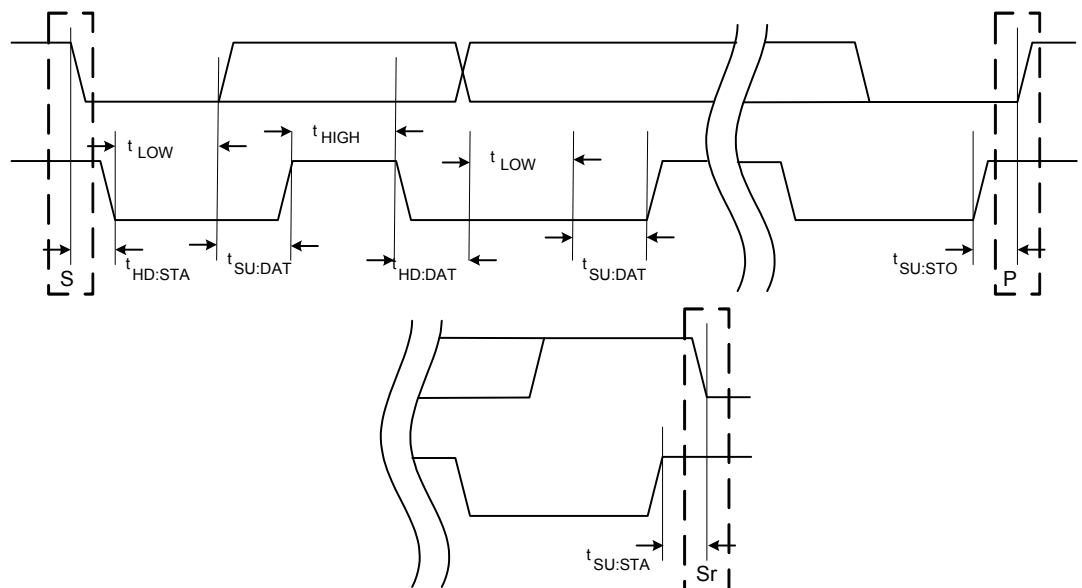 t LOW
t HIGH
t LOW
S
t HD:STA
t SU:DAT
t HD:DAT
t SU:DAT
t SU:STO
P
t SU:STA
Sr